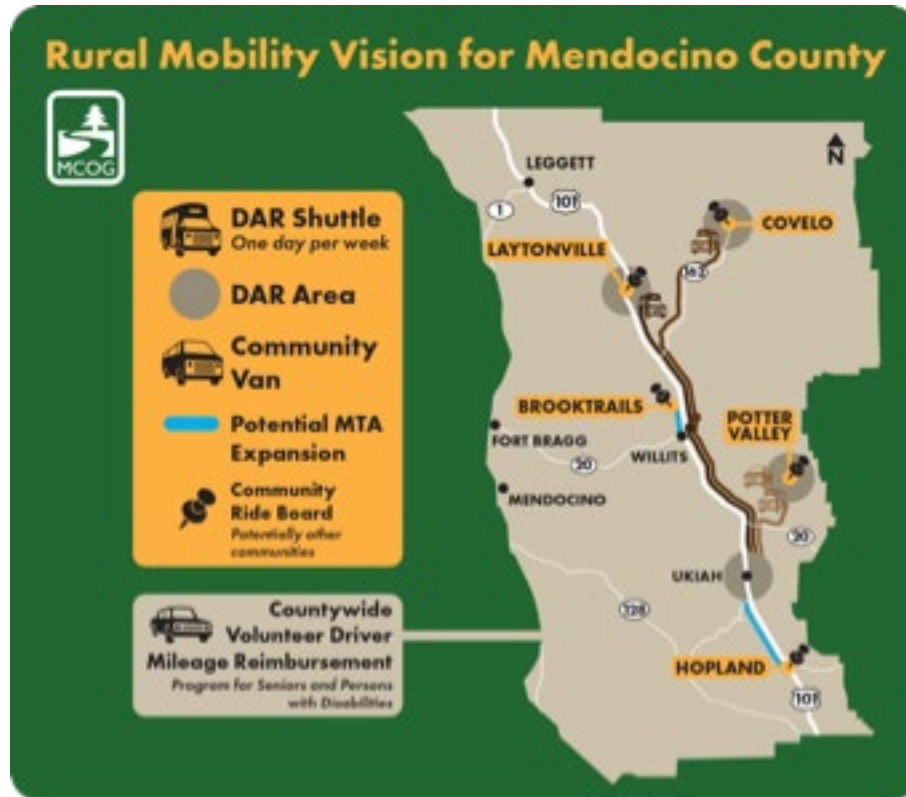 Rural Mobility Vision for Mendocino County
MCOG
DAR Shuttle
One day per week
DAR Area
Community
Van
Potential MTA
Expansion
Community
Ride Board
Potentially other
communities
Countywide
Volunteer Driver
Mileage Reimbursement
Program for Seniors and Persons
with Disabilities
N
LEGGETT
101
1
COVELO
LAYTONVILLE
162
BROOKTRAILS
POTTER
VALLEY
FORT BRAGG
WILLITS
20
MENDOCINO
20
UKIAH
128
HOPLAND
101